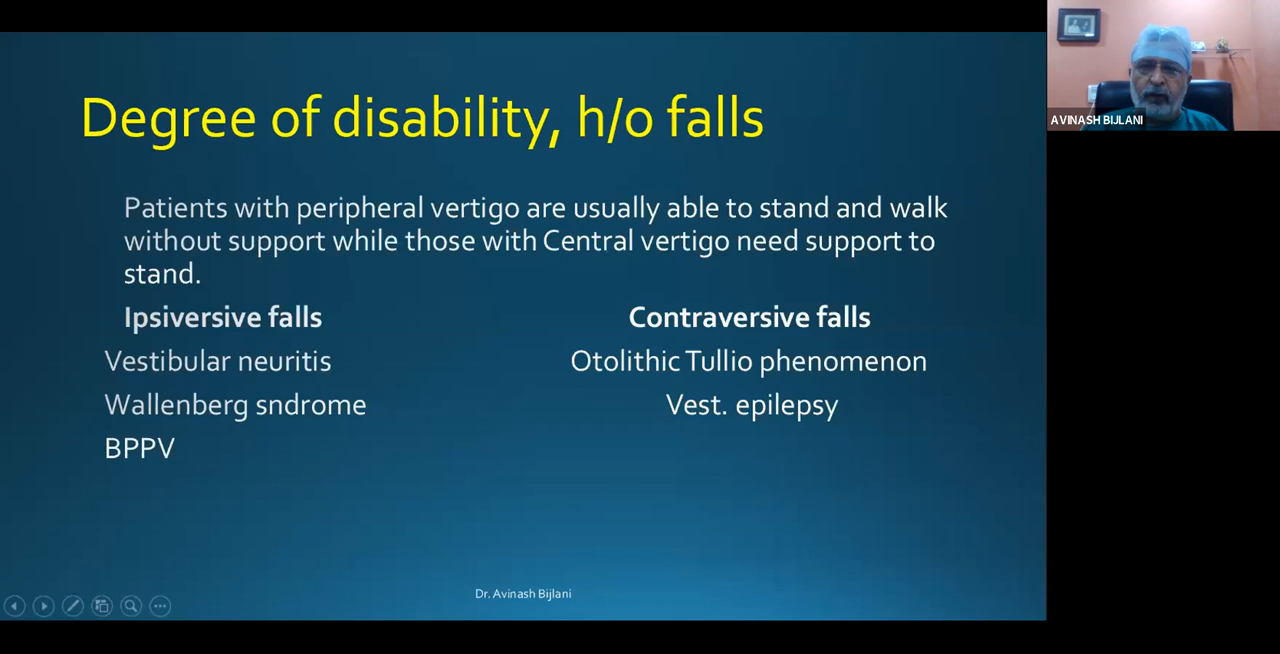 Degree of disability, h/o falls
Patients with peripheral vertigo are usually able to stand and walk
without support while those with Central vertigo need support to
stand.
Ipsiversive falls
Contraversive falls
Vestibular neuritis
Otolithic Tullio phenomenon
Wallenberg sndrome
Vest. epilepsy
BPPV
Dr. Avinash Bijlani
AVINASH BIJLANI